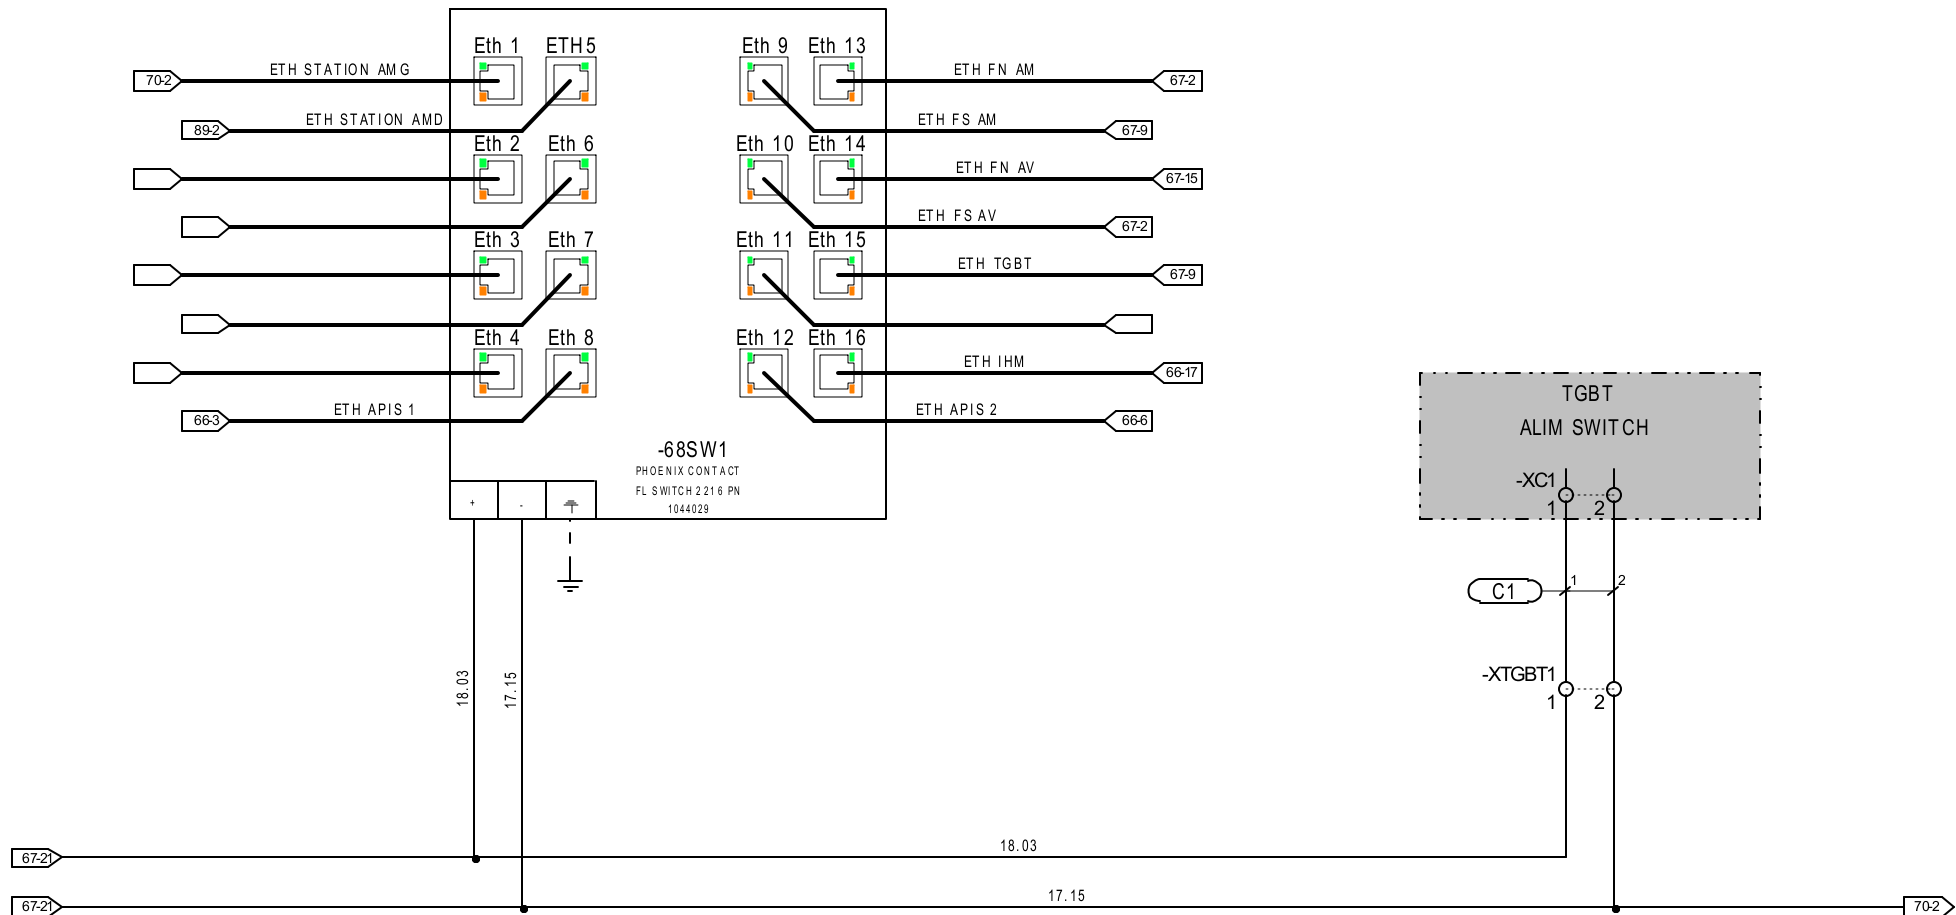 Eth 1
ETH5
Eth 9
Eth 13
70-2
ETH STATION AMG
ETH FN AM
67-2
89-2
ETH STATION AMD
ETH FS AM
67-9
Eth 2
Eth 6
Eth 10
Eth 14
ETH FN AV
67-15
ETH FS AV
67-2
Eth 3
Eth 7
Eth 11
Eth 15
ETH TGBT
67-9
Eth 4
Eth 8
Eth 12
Eth 16
ETH IHM
66-17
66-3
ETH APIS 1
ETH APIS 2
66-6
-68SW1
PHOENIX CONTACT
FL SWITCH 2216 PN
1044029
+
-
TGBT
ALIM SWITCH
-XC1
1
2
C1
1
2
-XTGBT1
1
2
18.03
17.15
67-21
18.03
67-21
17.15
70-2